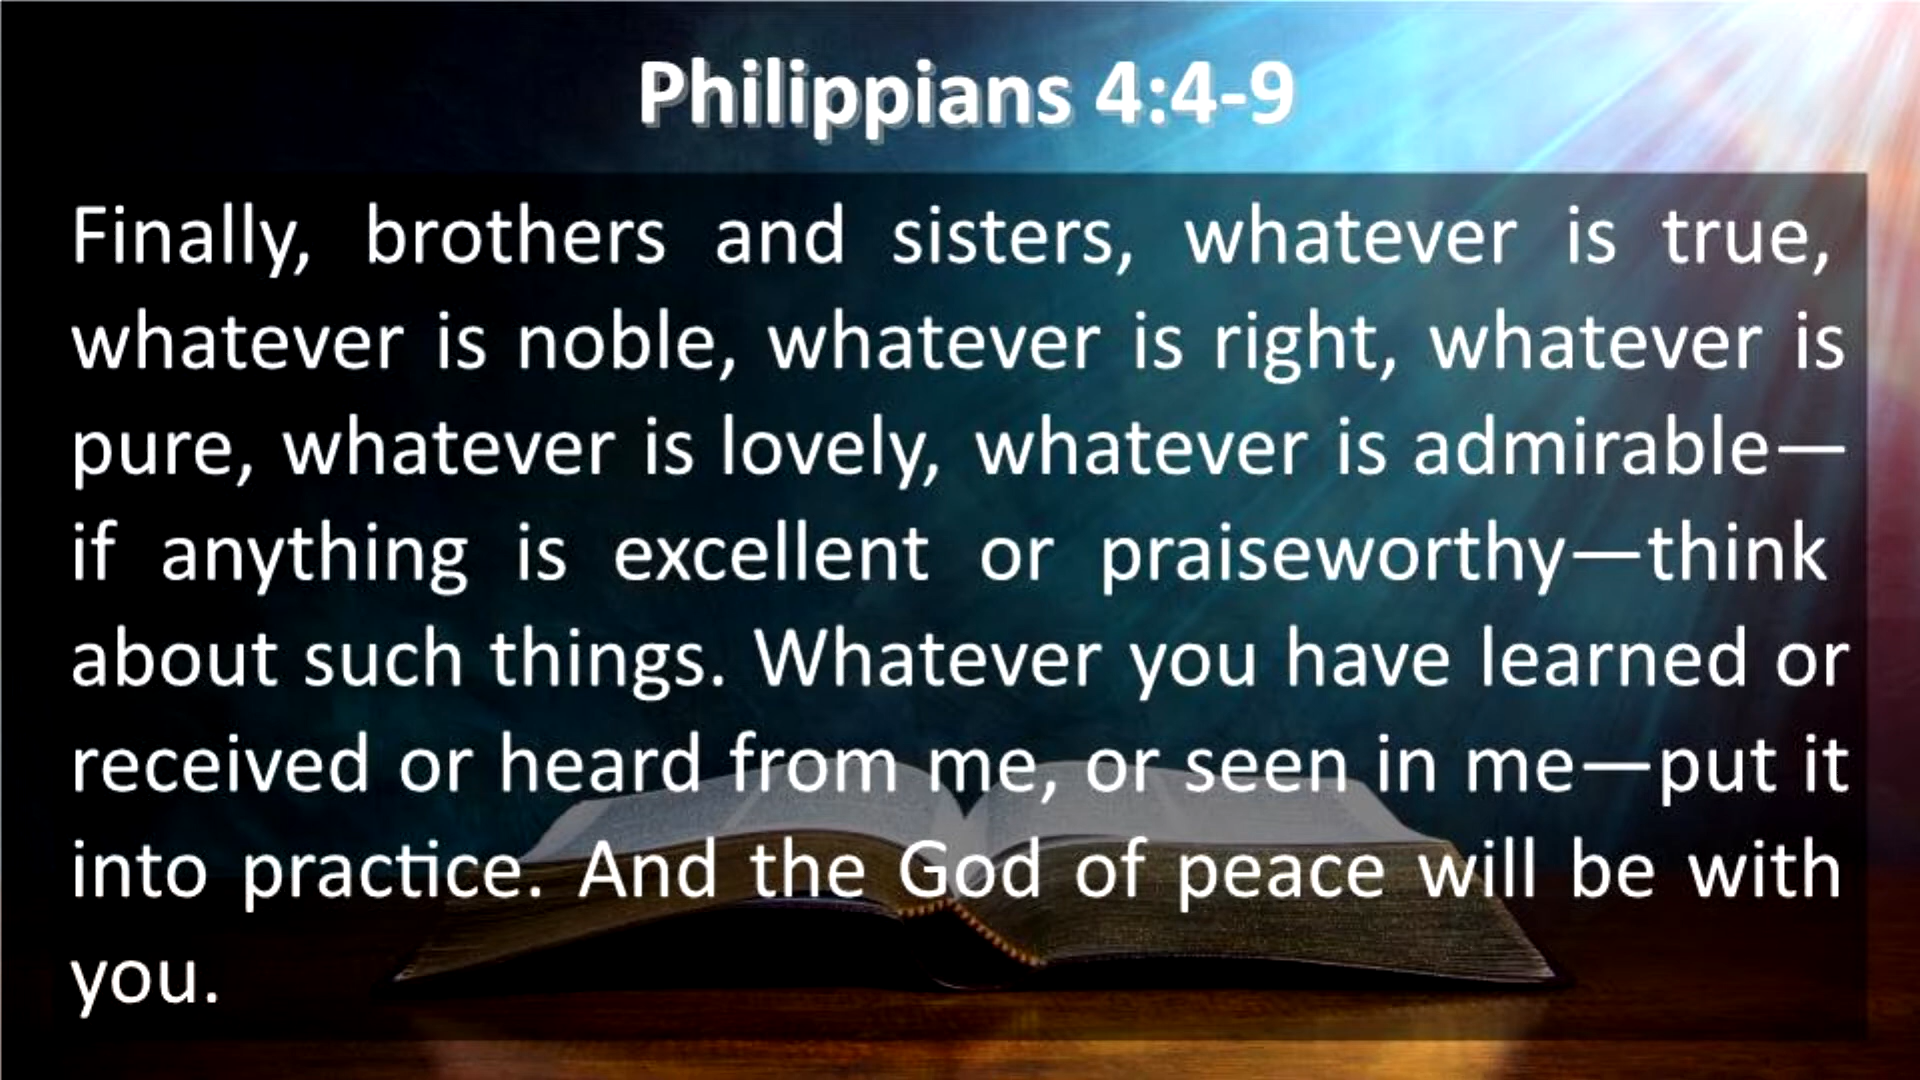 Philippians 4:4-9
Finally, brothers and sisters, whatever is true,
whatever is noble, whatever is right, whatever is
pure, whatever is lovely, whatever is admirable—
if anything is excellent or praiseworthy—think
about such things. Whatever you have learned or
received or heard from me, or seen in me—put it
into practice. And the God of peace will be with
you.